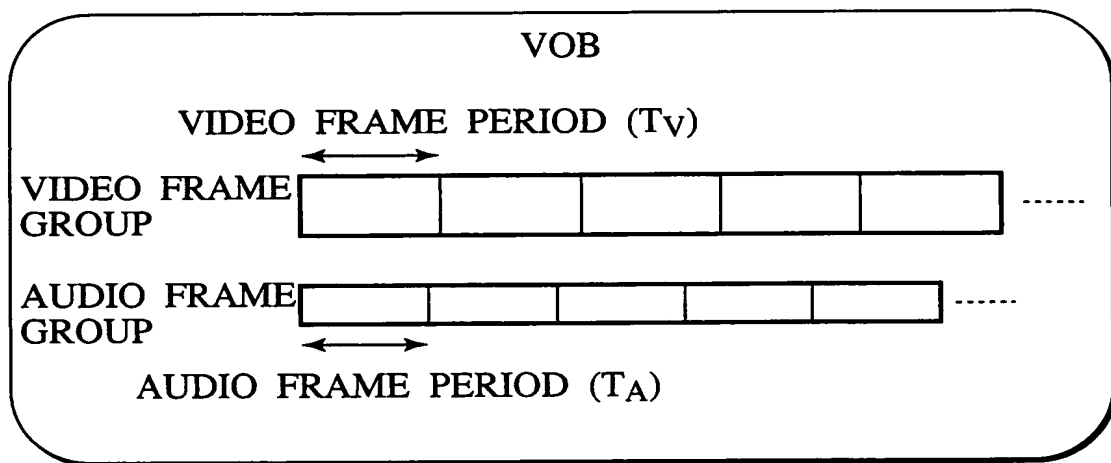 VOB
VIDEO FRAME PERIOD (TV)
VIDEO FRAME
GROUP
AUDIO FRAME
GROUP
AUDIO FRAME PERIOD (TA)